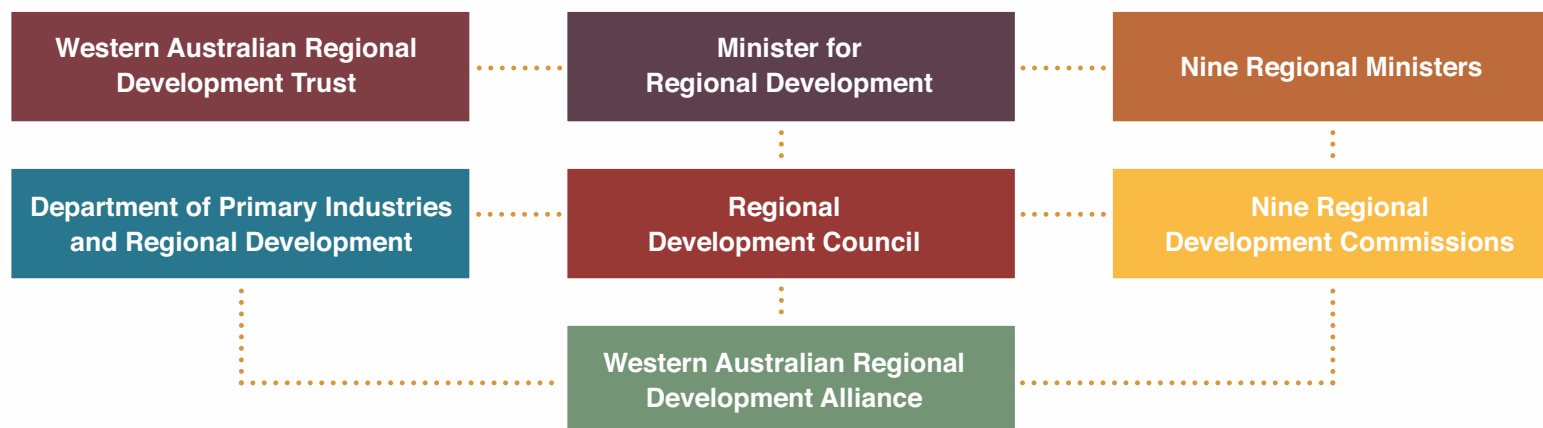 Western Australian Regional
Development Trust
Minister for
Regional Development
Nine Regional Ministers
Department of Primary Industries
and Regional Development
Regional
Development Council
Nine Regional
Development Commissions
Western Australian Regional
Development Alliance